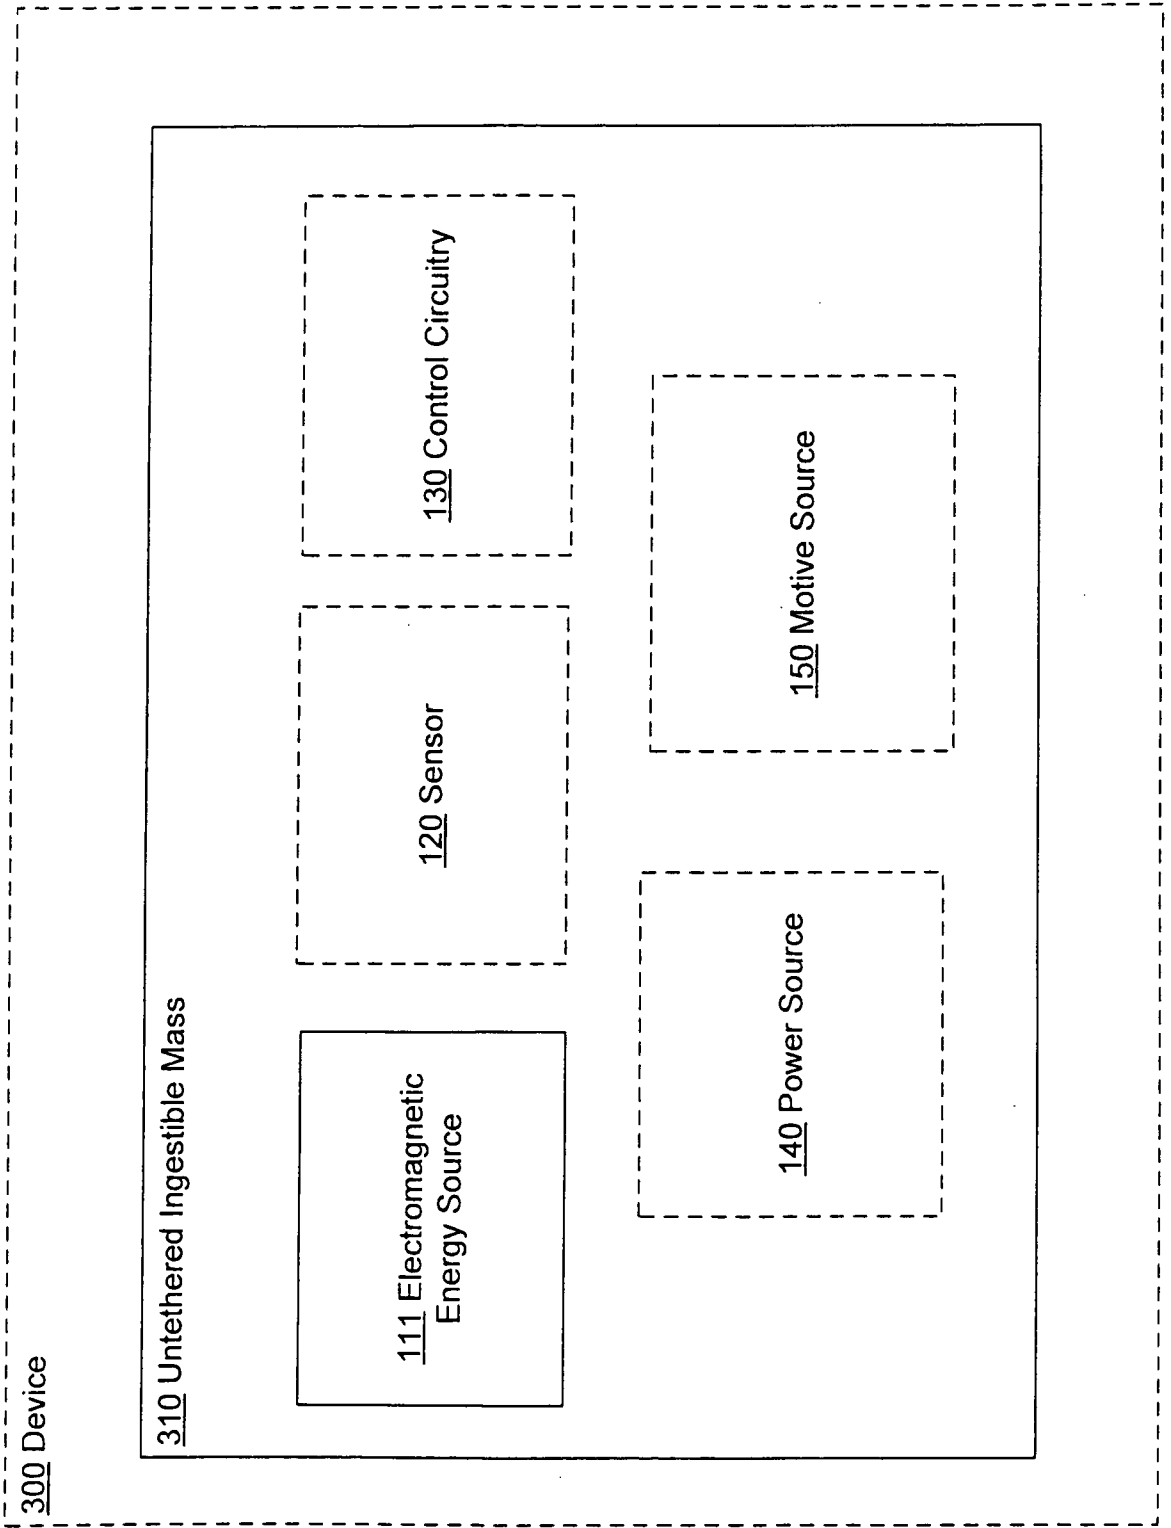 300 Device
310 Untethered Ingestible Mass
111 Electromagnetic
Energy Source
120 Sensor
130 Control Circuitry
140 Power Source
150 Motive Source